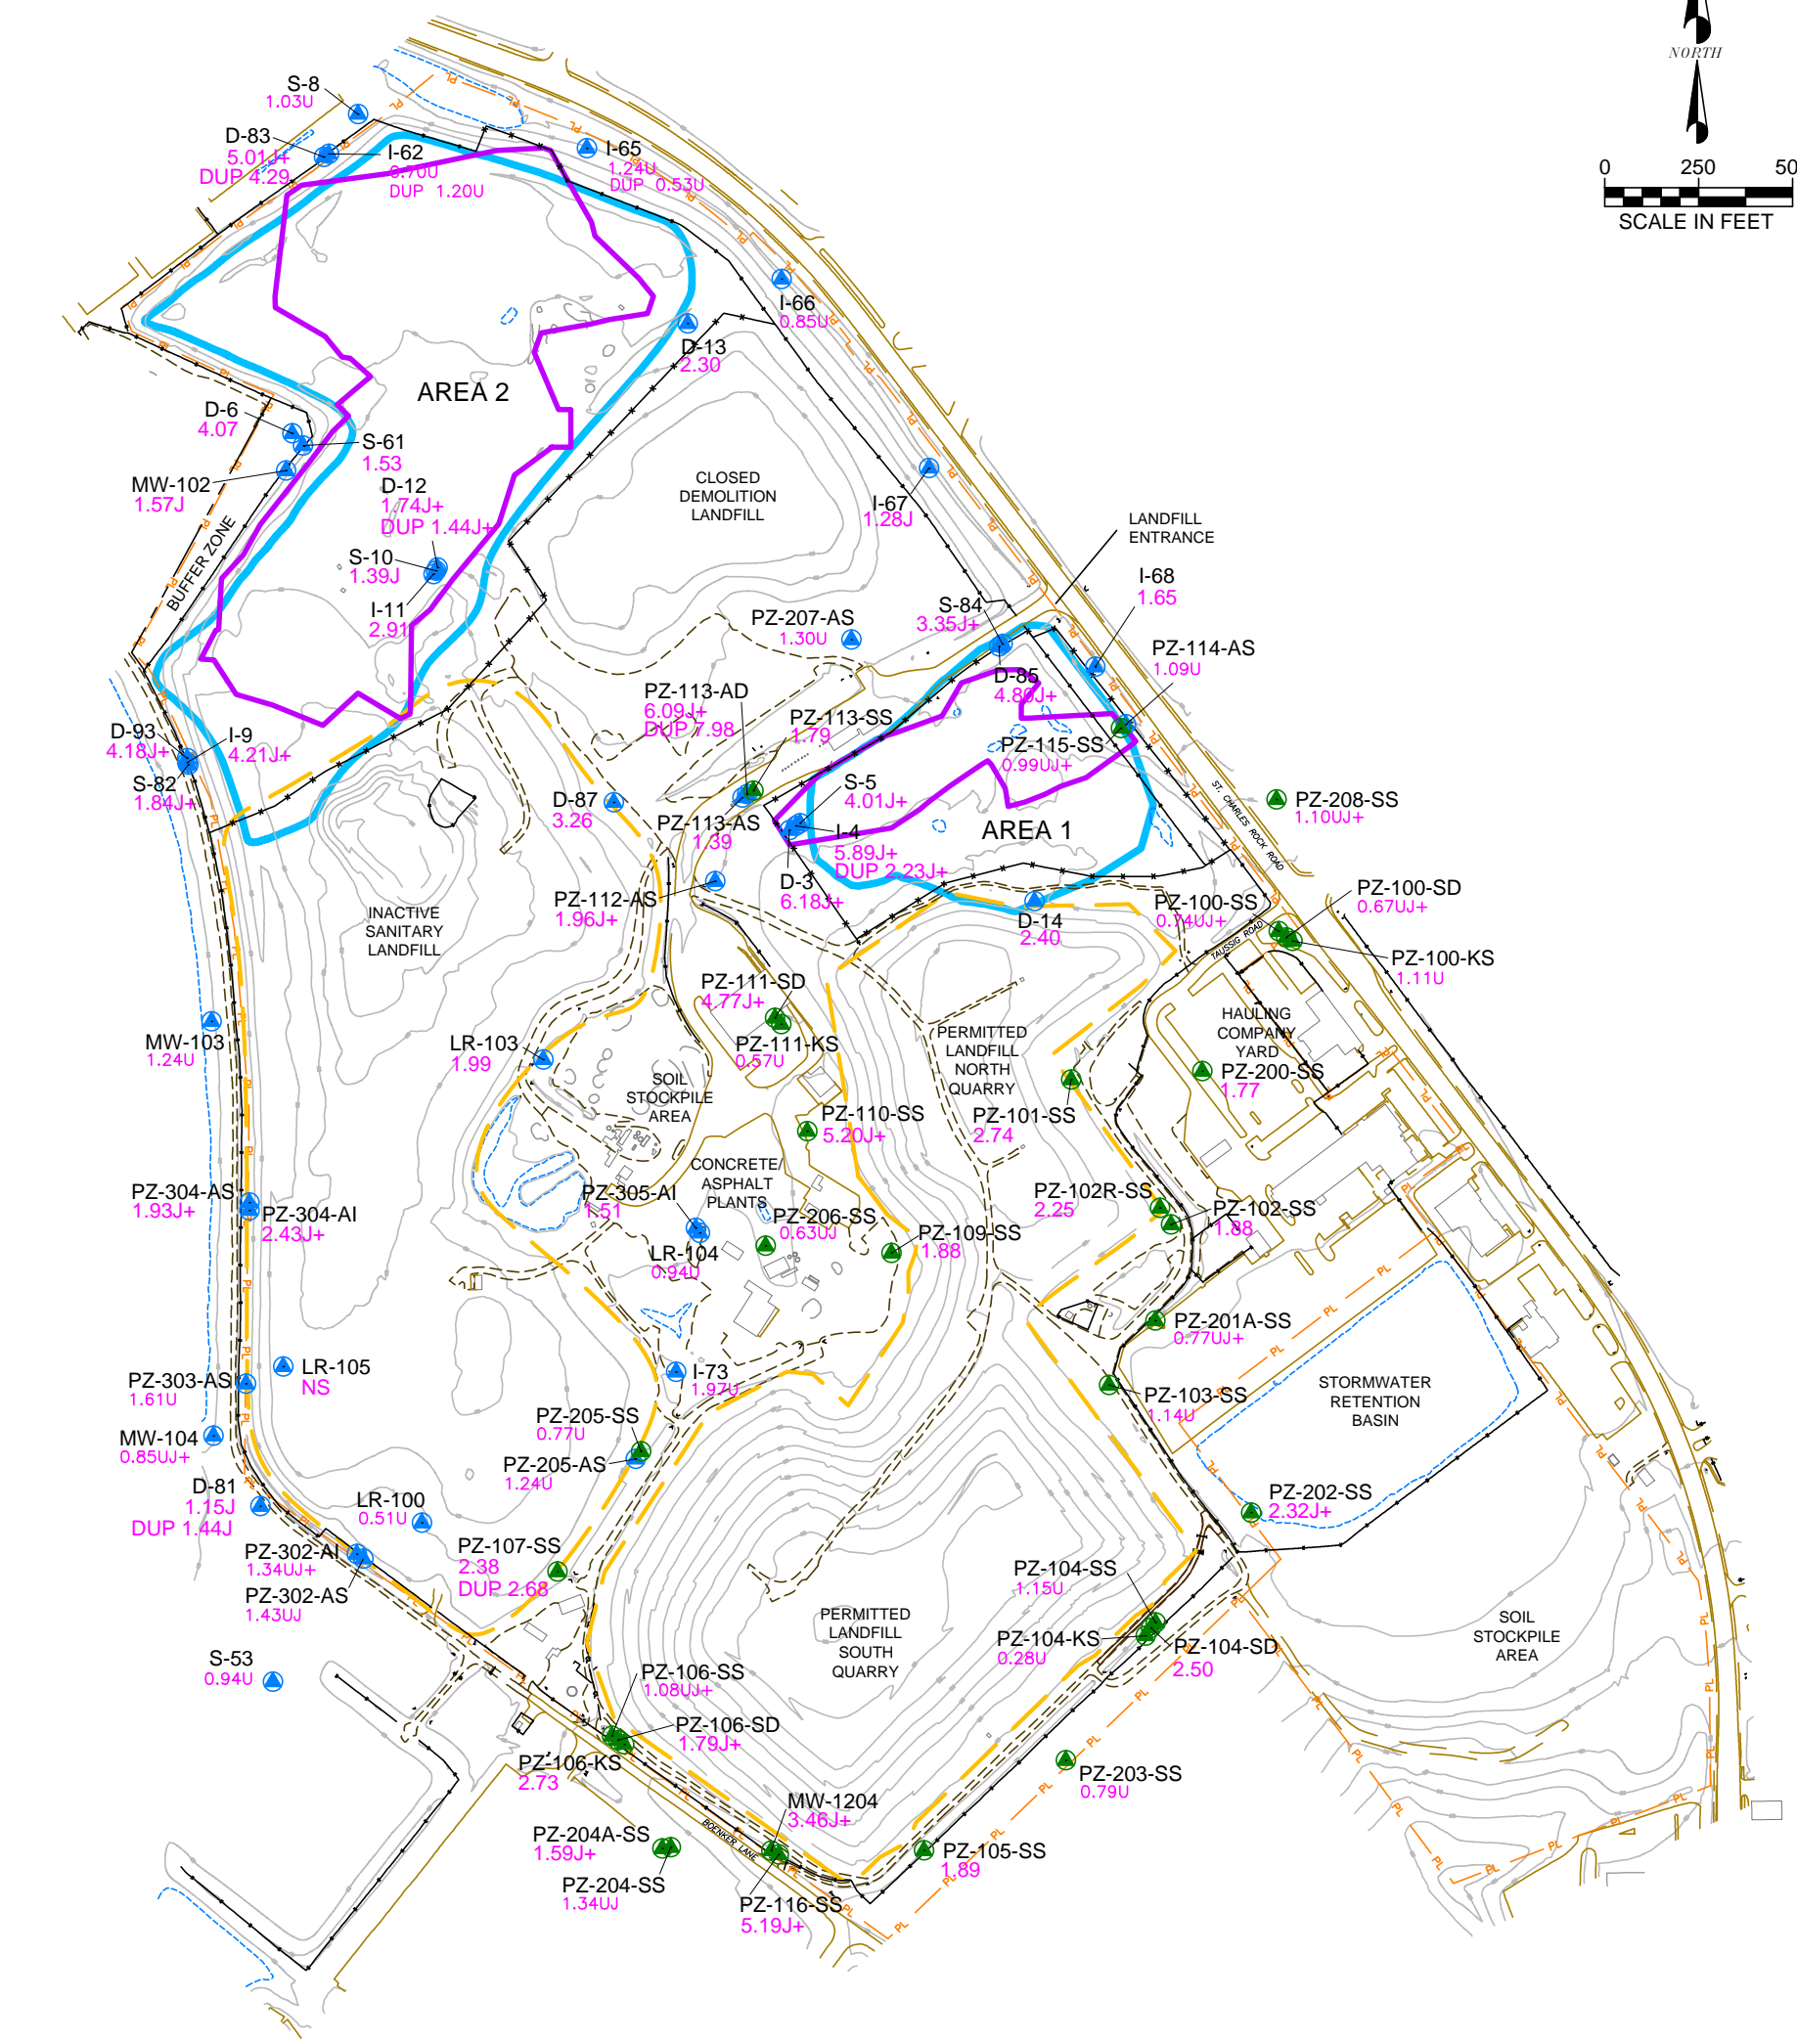 NORTH
0 250 50
SCALE IN FEET
S-8
1.03U
D-83
5.01J+
DUP 4.29
I-62
0.70U
DUP 1.20U
I-65
1.24U
DUP 0.53U
I-66
0.85U
D-13
2.30
AREA 2
D-6
4.07
S-61
1.53
MW-102
1.57J
D-12
1.74J+
DUP 1.44J+
S-10
1.39J
I-11
2.91
BUFFER ZONE
CLOSED
DEMOLITION
LANDFILL
I-67
1.28J
LANDFILL
ENTRANCE
I-68
1.65
S-84
3.35J+
PZ-207-AS
1.30U
PZ-114-AS
1.09U
D-85
4.80J+
PZ-113-AD
6.09J+
DUP 7.98
PZ-113-SS
1.79
PZ-115-SS
0.99UJ+
D-93
4.18J+
I-9
4.21J+
S-82
1.84J+
D-87
3.26
PZ-113-AS
1.39
S-5
4.01J+
I-4
5.89J+
DUP 2.23J+
AREA 1
D-3
6.18J+
ST. CHARLES ROCK ROAD
PZ-208-SS
1.10UJ+
PZ-112-AS
1.96J+
D-14
2.40
PZ-100-SS
0.74UJ+
PZ-100-SD
0.67UJ+
PZ-100-KS
1.11U
TAUSSIG ROAD
INACTIVE
SANITARY
LANDFILL
PZ-111-SD
4.77J+
PZ-111-KS
0.57U
MW-103
1.24U
LR-103
1.99
SOIL
STOCKPILE
AREA
PERMITTED
LANDFILL
NORTH
QUARRY
HAULING
COMPANY
YARD
PZ-200-SS
1.77
PZ-101-SS
2.74
PZ-110-SS
5.20J+
CONCRETE/
ASPHALT
PLANTS
PZ-304-AS
1.93J+
PZ-304-AI
2.43J+
PZ-305-AI
1.51
PZ-206-SS
0.63UJ
LR-104
0.94U
PZ-109-SS
1.88
PZ-102R-SS
2.25
PZ-102-SS
1.88
PZ-201A-SS
0.77UJ+
PZ-303-AS
1.61U
LR-105
NS
I-73
1.97U
PZ-103-SS
1.14U
STORMWATER
RETENTION
BASIN
MW-104
0.85UJ+
PZ-205-SS
0.77U
PZ-205-AS
1.24U
D-81
1.15J
DUP 1.44J
LR-100
0.51U
PZ-202-SS
2.32J+
PZ-302-AI
1.34UJ+
PZ-302-AS
1.43UJ
PZ-107-SS
2.38
DUP 2.68
PZ-104-SS
1.15U
PZ-104-KS
0.28U
PZ-104-SD
2.50
PERMITTED
LANDFILL
SOUTH
QUARRY
SOIL
STOCKPILE
AREA
S-53
0.94U
PZ-106-SS
1.08UJ+
PZ-106-SD
1.79J+
PZ-106-KS
2.73
PZ-203-SS
0.79U
MW-1204
3.46J+
BOENKER LANE
PZ-204A-SS
1.59J+
PZ-204-SS
1.34UJ
PZ-105-SS
1.89
PZ-116-SS
5.19J+